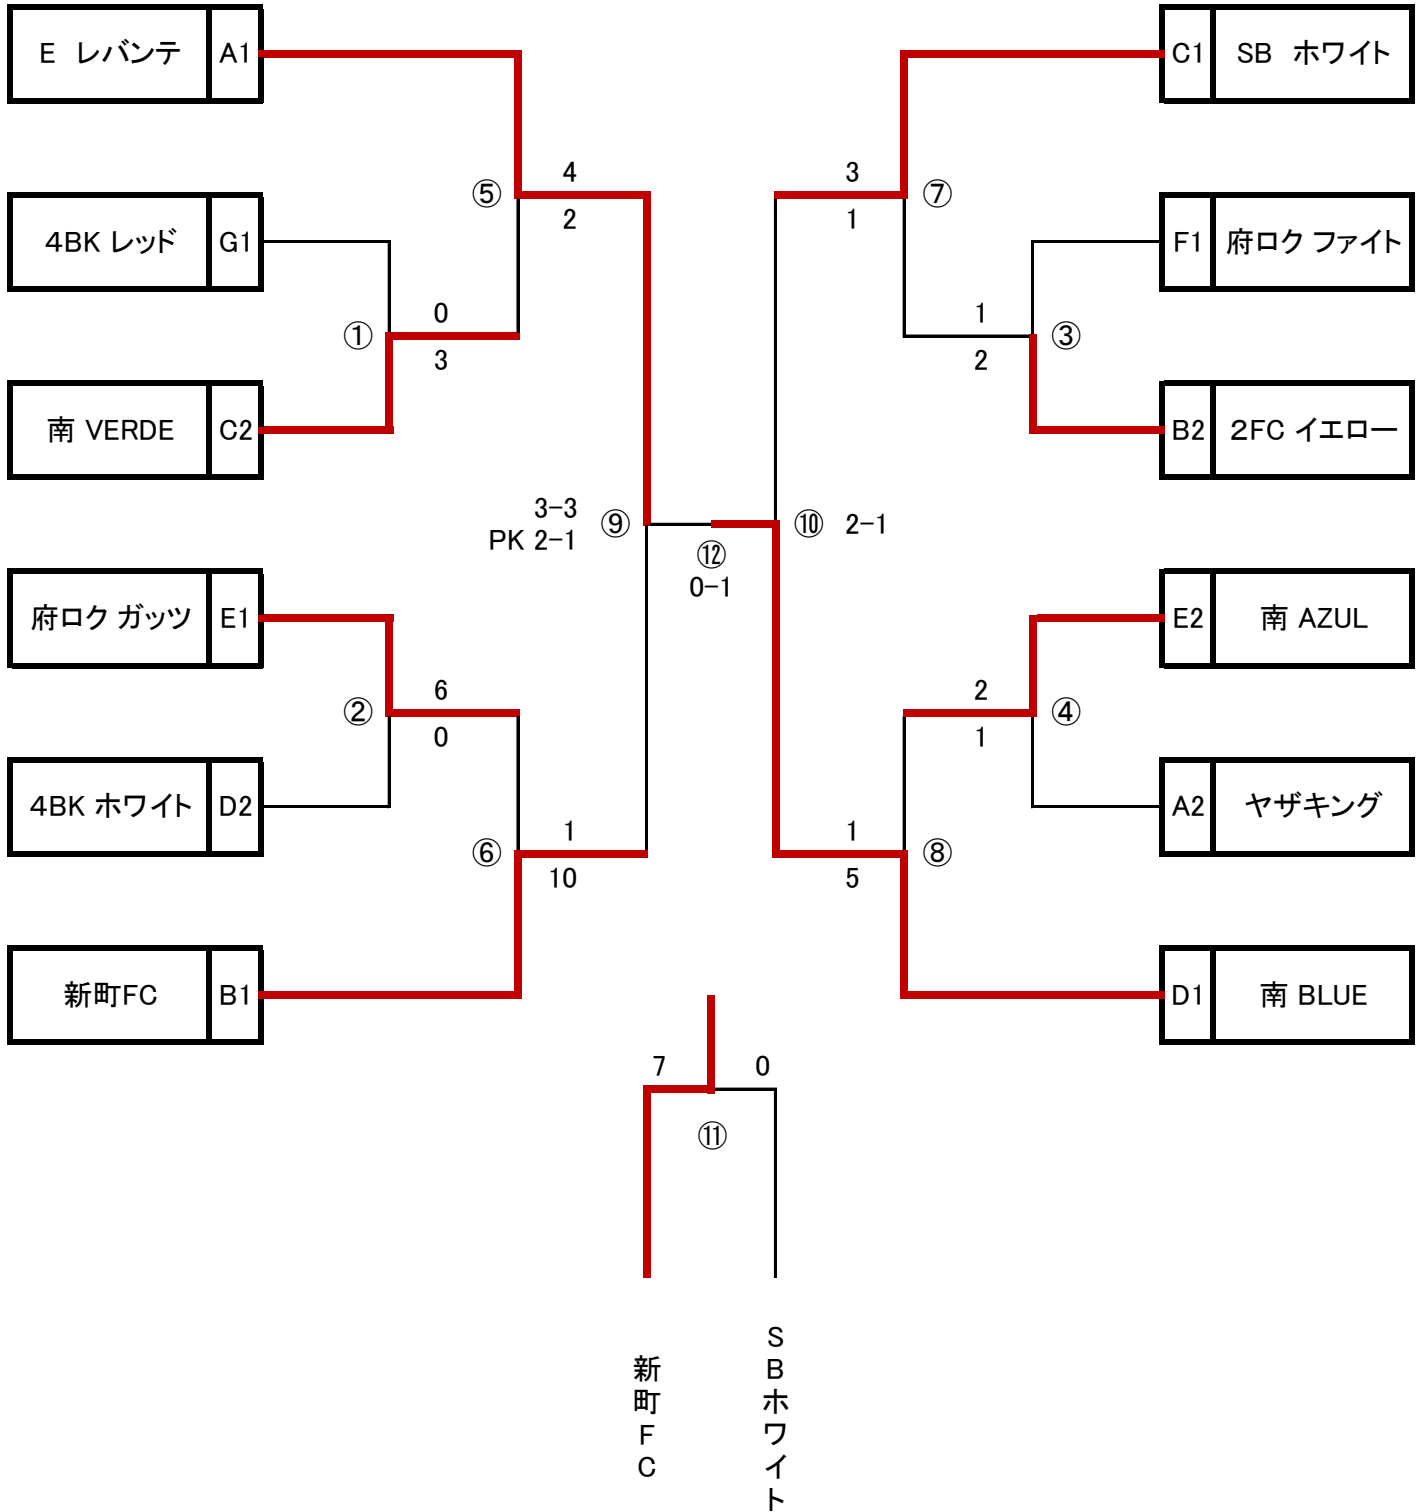 E レバンテ A1
C1 SB ホワイト
4 3
⑤ ⑦
2 1
4BK レッド G1
F1 府ロク ファイト
0 1
① ③
3 2
南 VERDE C2
B2 2FC イエロー
3-3
PK 2-1
⑨ ⑩ 2-1
⑫
0-1
府ロク ガッツ E1
E2 南 AZUL
6 2
② ④
0 1
4BK ホワイト D2
A2 ヤザキング
1 1
⑥ ⑧
10 5
新町FC B1
D1 南 BLUE
7 0
⑪
新町FC
SBホワイト